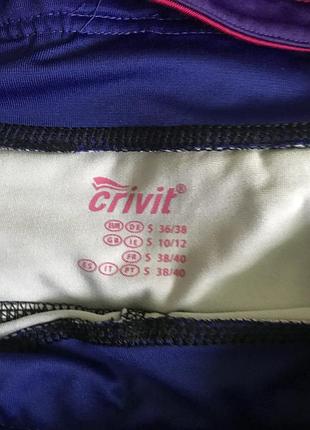 crivit®
EUR DE S 36/38
GB IE S 10/12
FR S 38/40
ES IT PT S 38/40